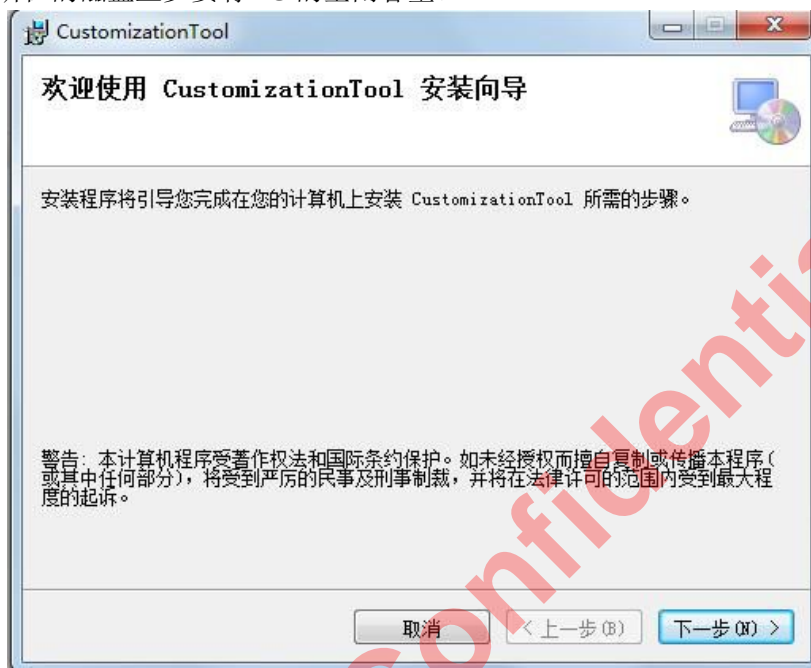 CustomizationTool
欢迎使用 CustomizationTool 安装向导
安装程序将引导您完成在您的计算机上安装 CustomizationTool 所需的步骤。
警告: 本计算机程序受著作权法和国际条约保护。如未经授权而擅自复制或传播本程序(
或其中任何部分),将受到严厉的民事及刑事制裁,并将在法律许可的范围内受到最大程
度的起诉。
取消
<上一步(B)
下一步(N) >